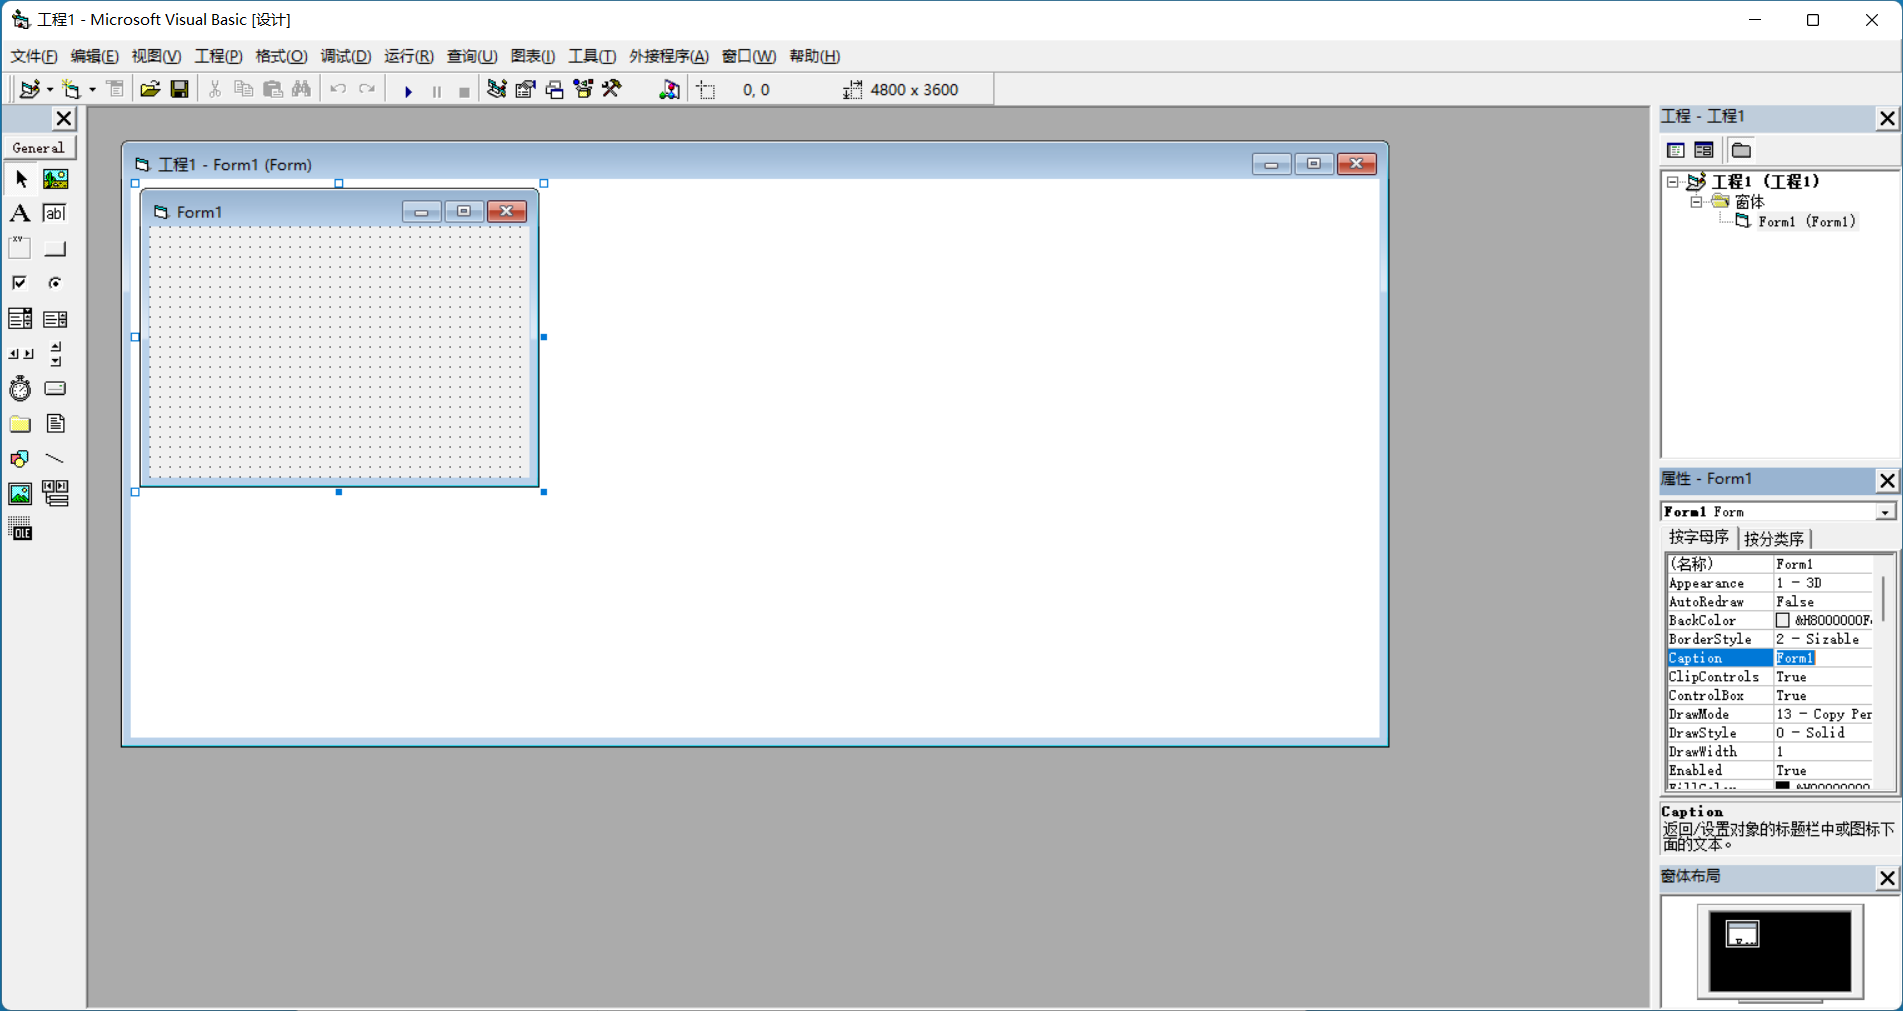 工程1 - Microsoft Visual Basic [设计]
文件(F) 编辑(E) 视图(V) 工程(P) 格式(O) 调试(D) 运行(R) 查询(U) 图表(I) 工具(T) 外接程序(A) 窗口(W) 帮助(H)
0, 0 4800 x 3600
General
A ab|
XY
OLE
工程1 - Form1 (Form)
Form1
工程 - 工程1
工程1 (工程1)
窗体
Form1 (Form1)
属性 - Form1
Form1 Form
按字母序 按分类序
(名称) Form1
Appearance 1 - 3D
AutoRedraw False
BackColor &H8000000F
BorderStyle 2 - Sizable
Caption Form1
ClipControls True
ControlBox True
DrawMode 13 - Copy Pen
DrawStyle 0 - Solid
DrawWidth 1
Enabled True
FillColor &H00000000
Caption
返回/设置对象的标题栏中或图标下
面的文本。
窗体布局
F...